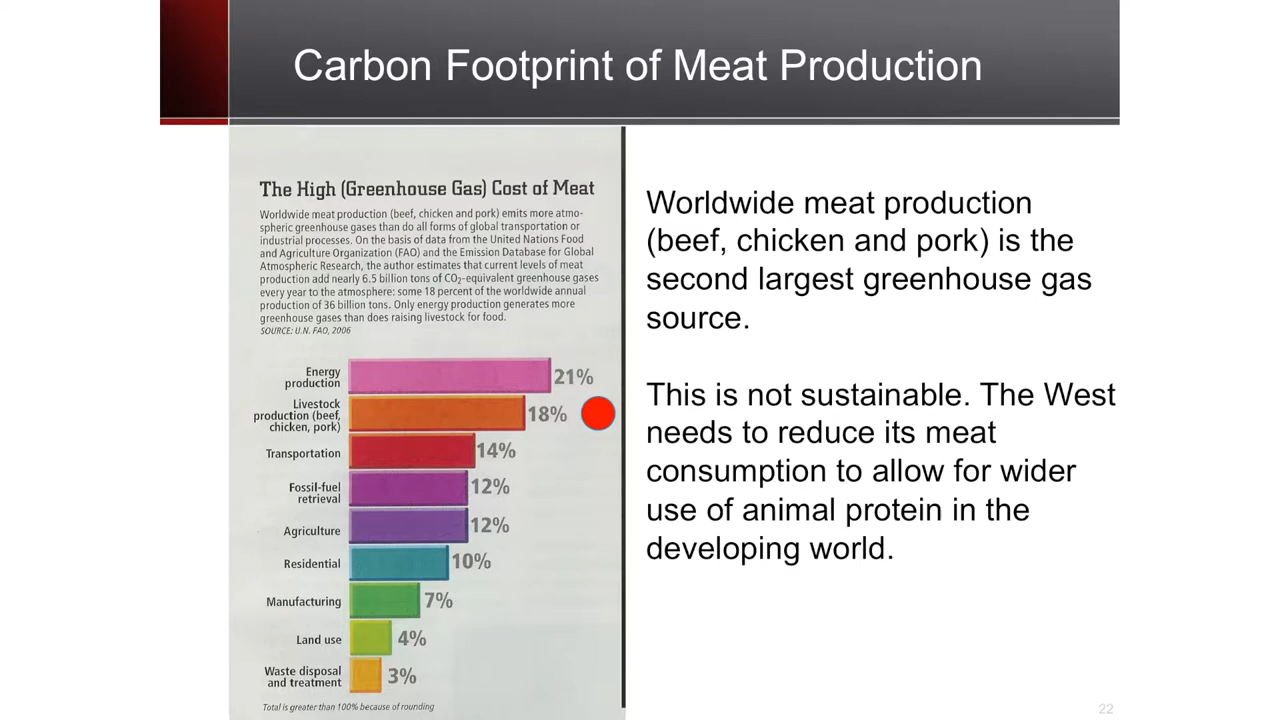 Carbon Footprint of Meat Production
The High (Greenhouse Gas) Cost of Meat
Worldwide meat production (beef, chicken and pork) emits more atmo-
spheric greenhouse gases than do all forms of global transportation or
industrial processes. On the basis of data from the United Nations Food
and Agriculture Organization (FAO) and the Emission Database for Global
Atmospheric Research, the author estimates that current levels of meat
production add nearly 6.5 billion tons of CO₂-equivalent greenhouse gases
every year to the atmosphere: some 18 percent of the worldwide annual
production of 36 billion tons. Only energy production generates more
greenhouse gases than does raising livestock for food.
SOURCE: U.N. FAO, 2006
Energy
production
21%
Livestock
production (beef,
chicken, pork)
18%
Transportation
14%
Fossil-fuel
retrieval
12%
Agriculture
12%
Residential
10%
Manufacturing
7%
Land use
4%
Waste disposal
and treatment
3%
Total is greater than 100% because of rounding
Worldwide meat production
(beef, chicken and pork) is the
second largest greenhouse gas
source.
This is not sustainable. The West
needs to reduce its meat
consumption to allow for wider
use of animal protein in the
developing world.
22